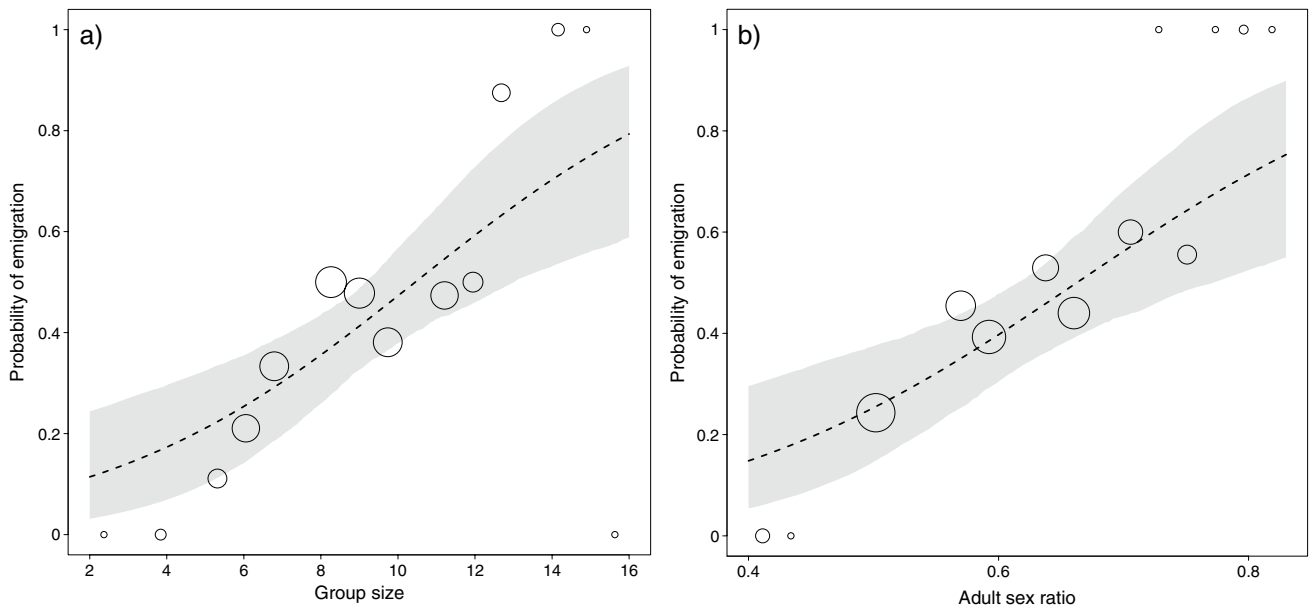 a)
Probability of emigration
1
0.8
0.6
0.4
0.2
0
2 4 6 8 10 12 14 16
Group size
b)
Probability of emigration
1
0.8
0.6
0.4
0.2
0
0.4 0.6 0.8
Adult sex ratio